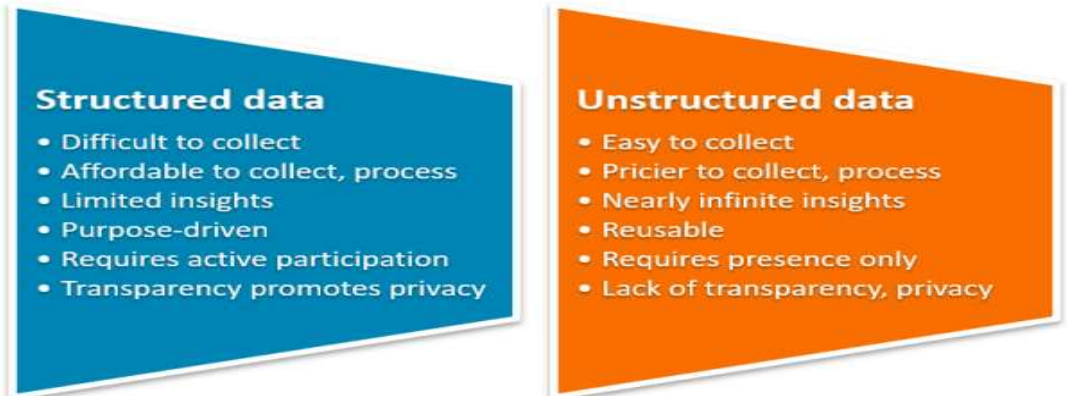 Structured data
• Difficult to collect
• Affordable to collect, process
• Limited insights
• Purpose-driven
• Requires active participation
• Transparency promotes privacy
Unstructured data
• Easy to collect
• Pricier to collect, process
• Nearly infinite insights
• Reusable
• Requires presence only
• Lack of transparency, privacy